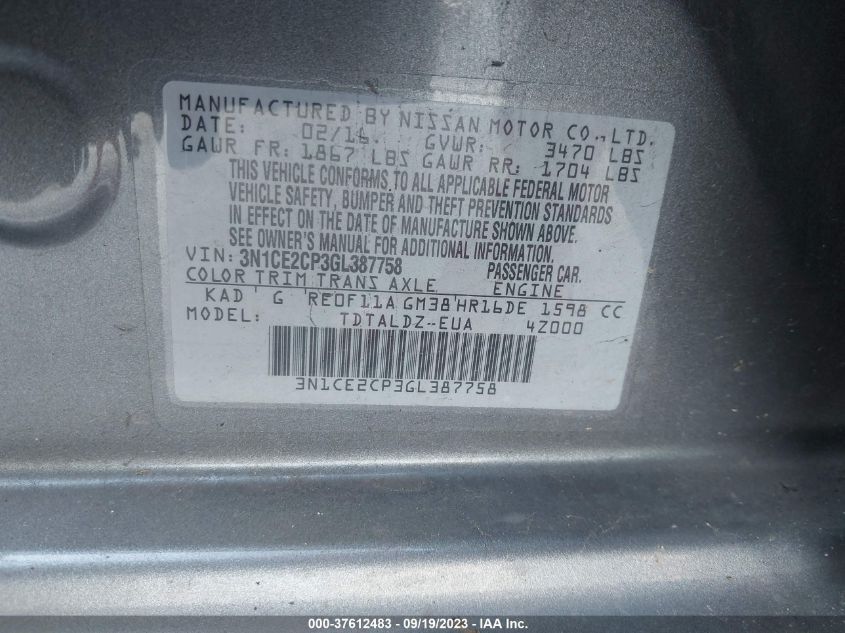 MANUFACTURED BY NISSAN MOTOR CO., LTD.
DATE: 02/16. GVWR: 3470 LBS
GAWR FR: 1867 LBS GAWR RR: 1704 LBS
THIS VEHICLE CONFORMS TO ALL APPLICABLE FEDERAL MOTOR
VEHICLE SAFETY, BUMPER AND THEFT PREVENTION STANDARDS
IN EFFECT ON THE DATE OF MANUFACTURE SHOWN ABOVE.
SEE OWNER'S MANUAL FOR ADDITIONAL INFORMATION.
VIN: 3N1CE2CP3GL387758 PASSENGER CAR.
COLOR TRIM TRANS AXLE ENGINE
KAD G RE0F11A GM38 HR16DE 1598 CC
MODEL: TDTALDZ-EUA 4Z000
3N1CE2CP3GL387758
000-37612483 - 09/19/2023 - IAA Inc.